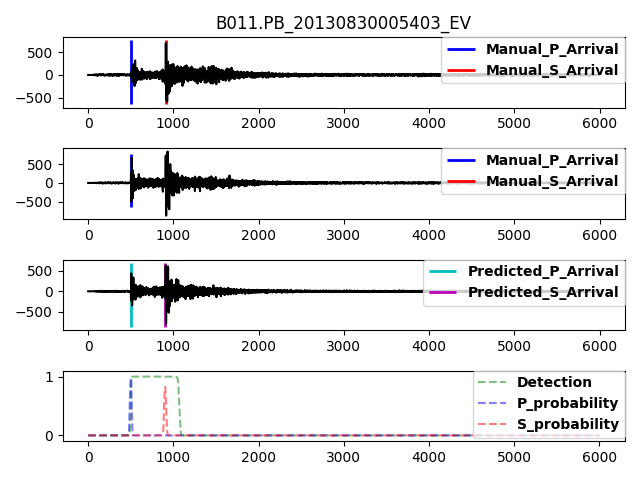 B011.PB_20130830005403_EV
500
0
−500
Manual_P_Arrival
Manual_S_Arrival
0 1000 2000 3000 4000 5000 6000
500
0
−500
Manual_P_Arrival
Manual_S_Arrival
0 1000 2000 3000 4000 5000 6000
500
0
−500
Predicted_P_Arrival
Predicted_S_Arrival
0 1000 2000 3000 4000 5000 6000
1
0
Detection
P_probability
S_probability
0 1000 2000 3000 4000 5000 6000